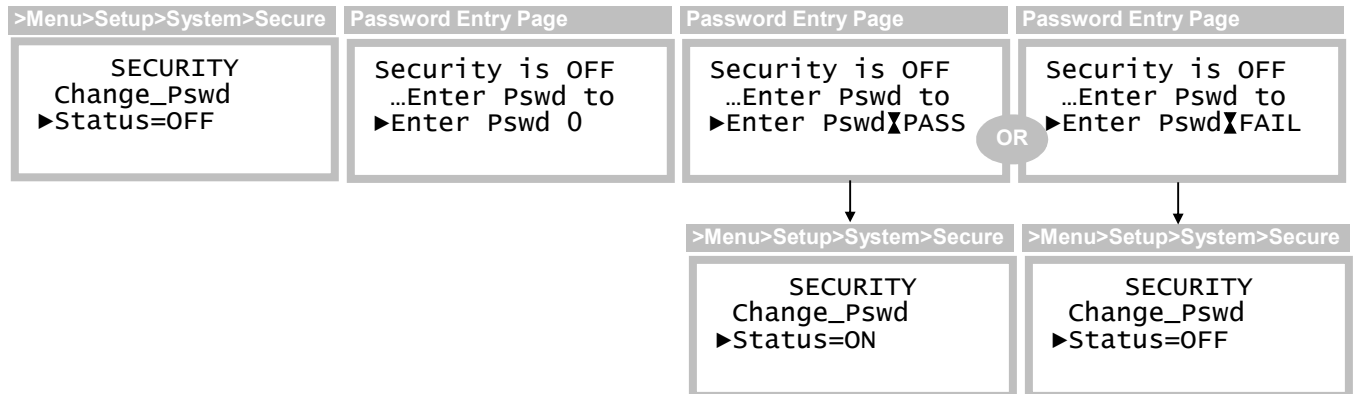 >Menu>Setup>System>Secure
SECURITY
Change_Pswd
►Status=OFF
Password Entry Page
Security is OFF
…Enter Pswd to
►Enter Pswd 0
Password Entry Page
Security is OFF
…Enter Pswd to
►Enter Pswd⧗PASS
OR
Password Entry Page
Security is OFF
…Enter Pswd to
►Enter Pswd⧗FAIL
>Menu>Setup>System>Secure
SECURITY
Change_Pswd
►Status=ON
>Menu>Setup>System>Secure
SECURITY
Change_Pswd
►Status=OFF